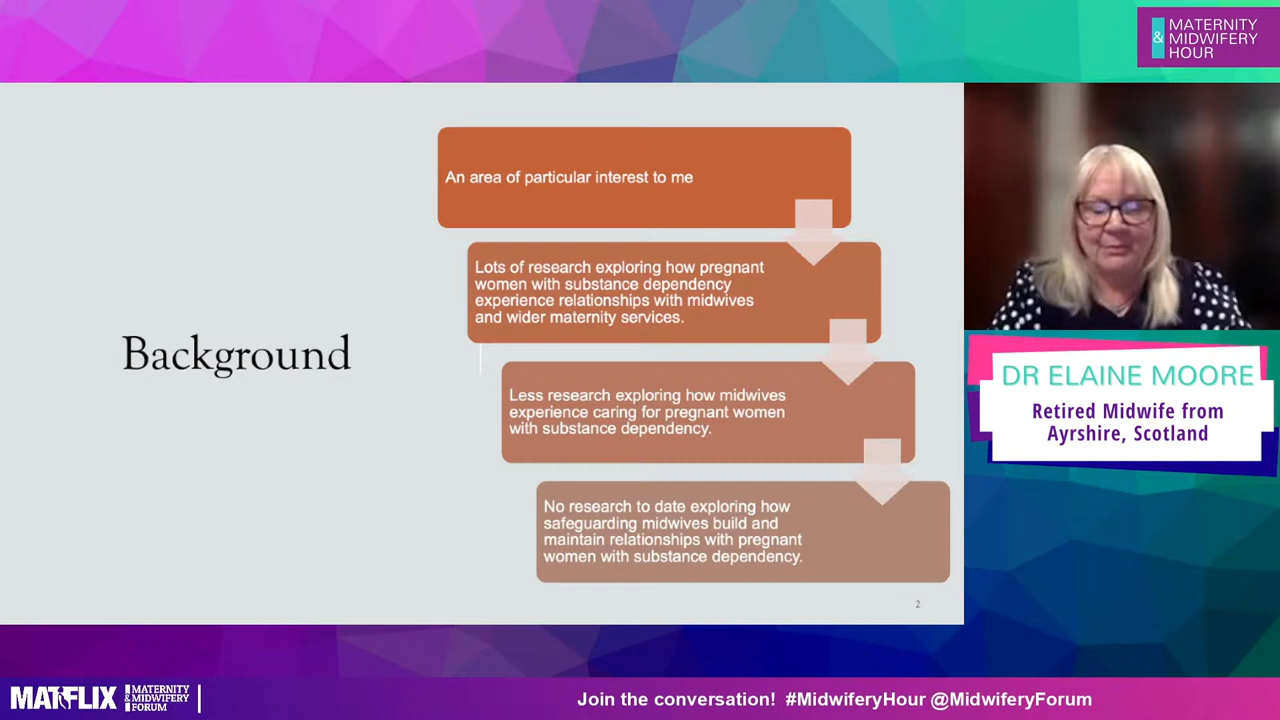 & MATERNITY
MIDWIFERY
HOUR
Background
An area of particular interest to me
Lots of research exploring how pregnant
women with substance dependency
experience relationships with midwives
and wider maternity services.
Less research exploring how midwives
experience caring for pregnant women
with substance dependency.
No research to date exploring how
safeguarding midwives build and
maintain relationships with pregnant
women with substance dependency.
2
DR ELAINE MOORE
Retired Midwife from
Ayrshire, Scotland
MATFLIX
MATERNITY
& MIDWIFERY
FORUM
Join the conversation! #MidwiferyHour @MidwiferyForum